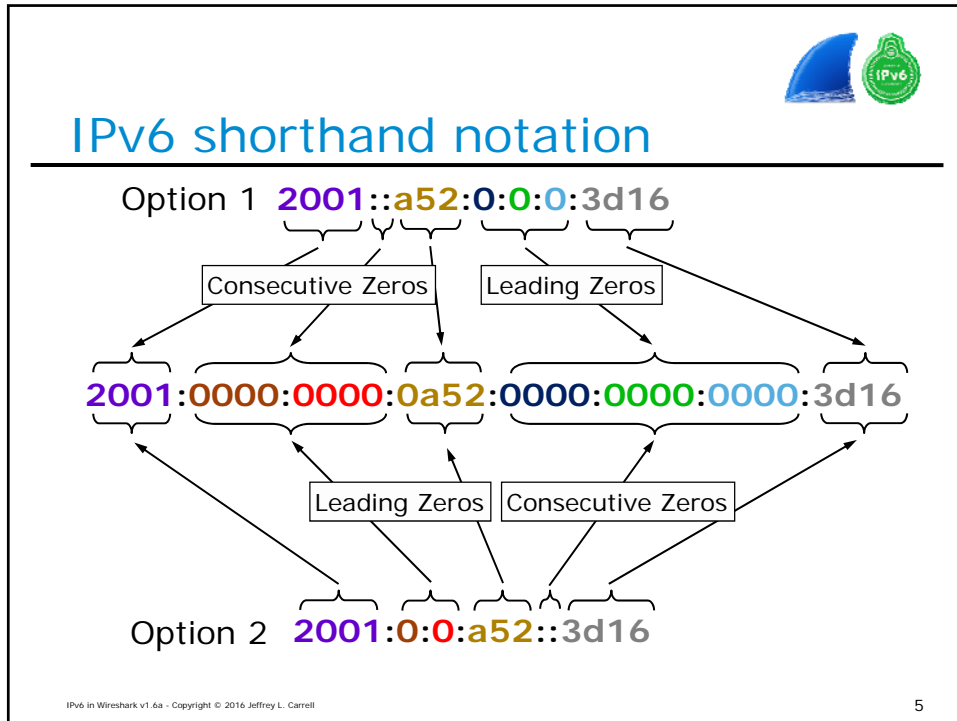 IPv6
IPv6 shorthand notation
Option 1 2001::a52:0:0:0:3d16
Consecutive Zeros Leading Zeros
2001:0000:0000:0a52:0000:0000:0000:3d16
Leading Zeros Consecutive Zeros
Option 2 2001:0:0:a52::3d16
IPv6 in Wireshark v1.6a - Copyright © 2016 Jeffrey L. Carrell 5